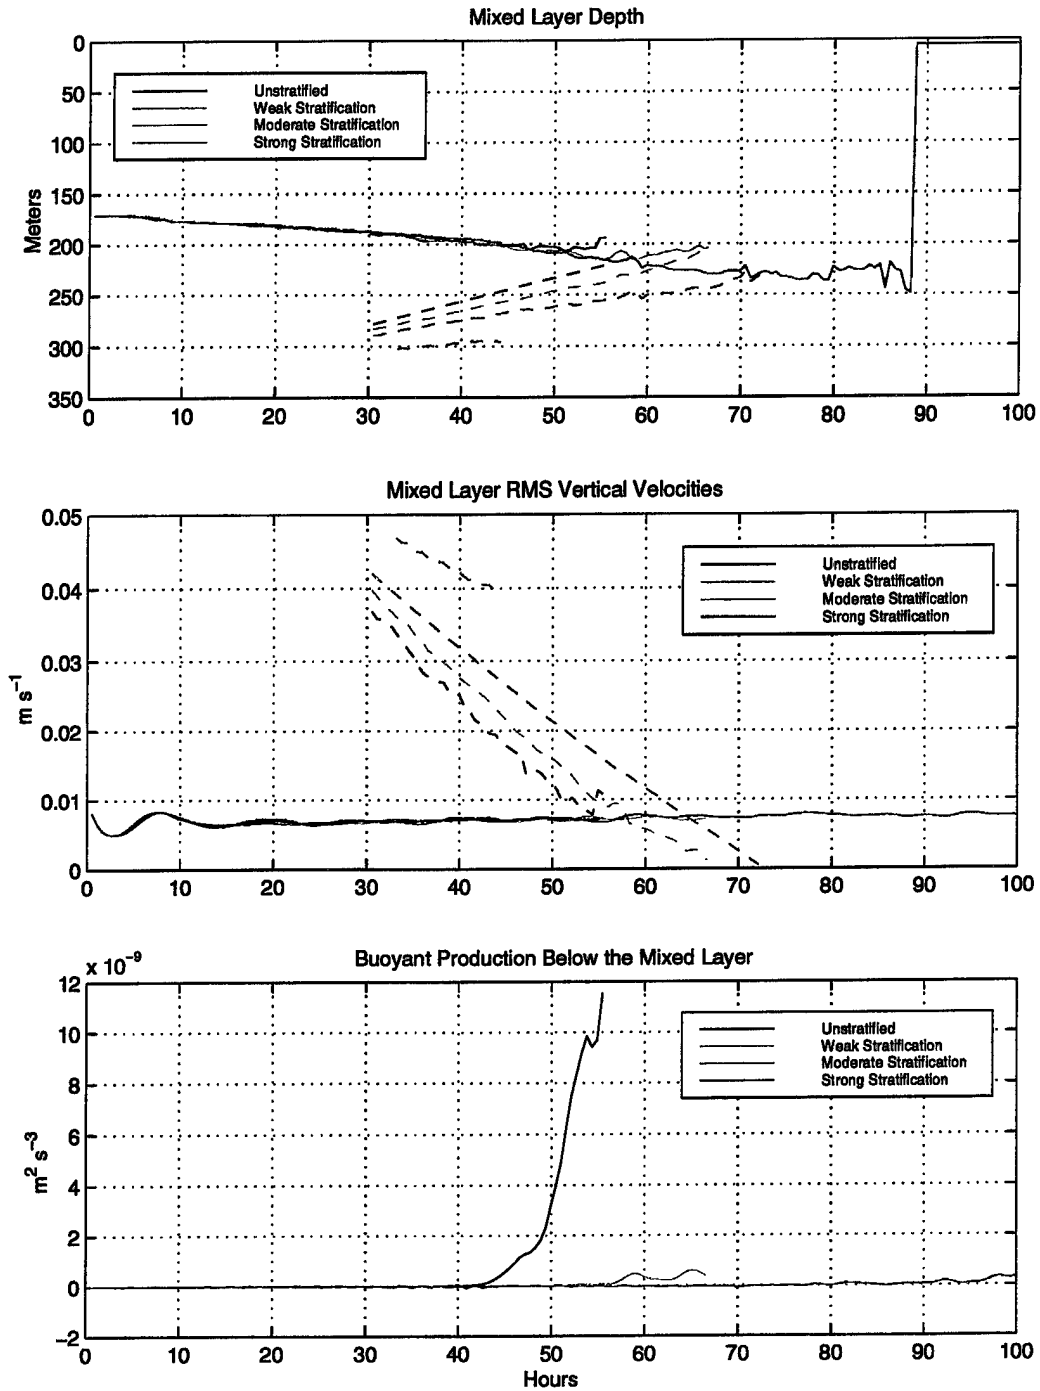 Mixed Layer Depth
0
50
100
150
200
250
300
350
Meters
Unstratified
Weak Stratification
Moderate Stratification
Strong Stratification
0 10 20 30 40 50 60 70 80 90 100
Mixed Layer RMS Vertical Velocities
0.05
0.04
0.03
0.02
0.01
0
m s⁻¹
Unstratified
Weak Stratification
Moderate Stratification
Strong Stratification
0 10 20 30 40 50 60 70 80 90 100
Buoyant Production Below the Mixed Layer
x 10⁻⁹
12
10
8
6
4
2
0
−2
m² s⁻³
Unstratified
Weak Stratification
Moderate Stratification
Strong Stratification
0 10 20 30 40 50 60 70 80 90 100
Hours